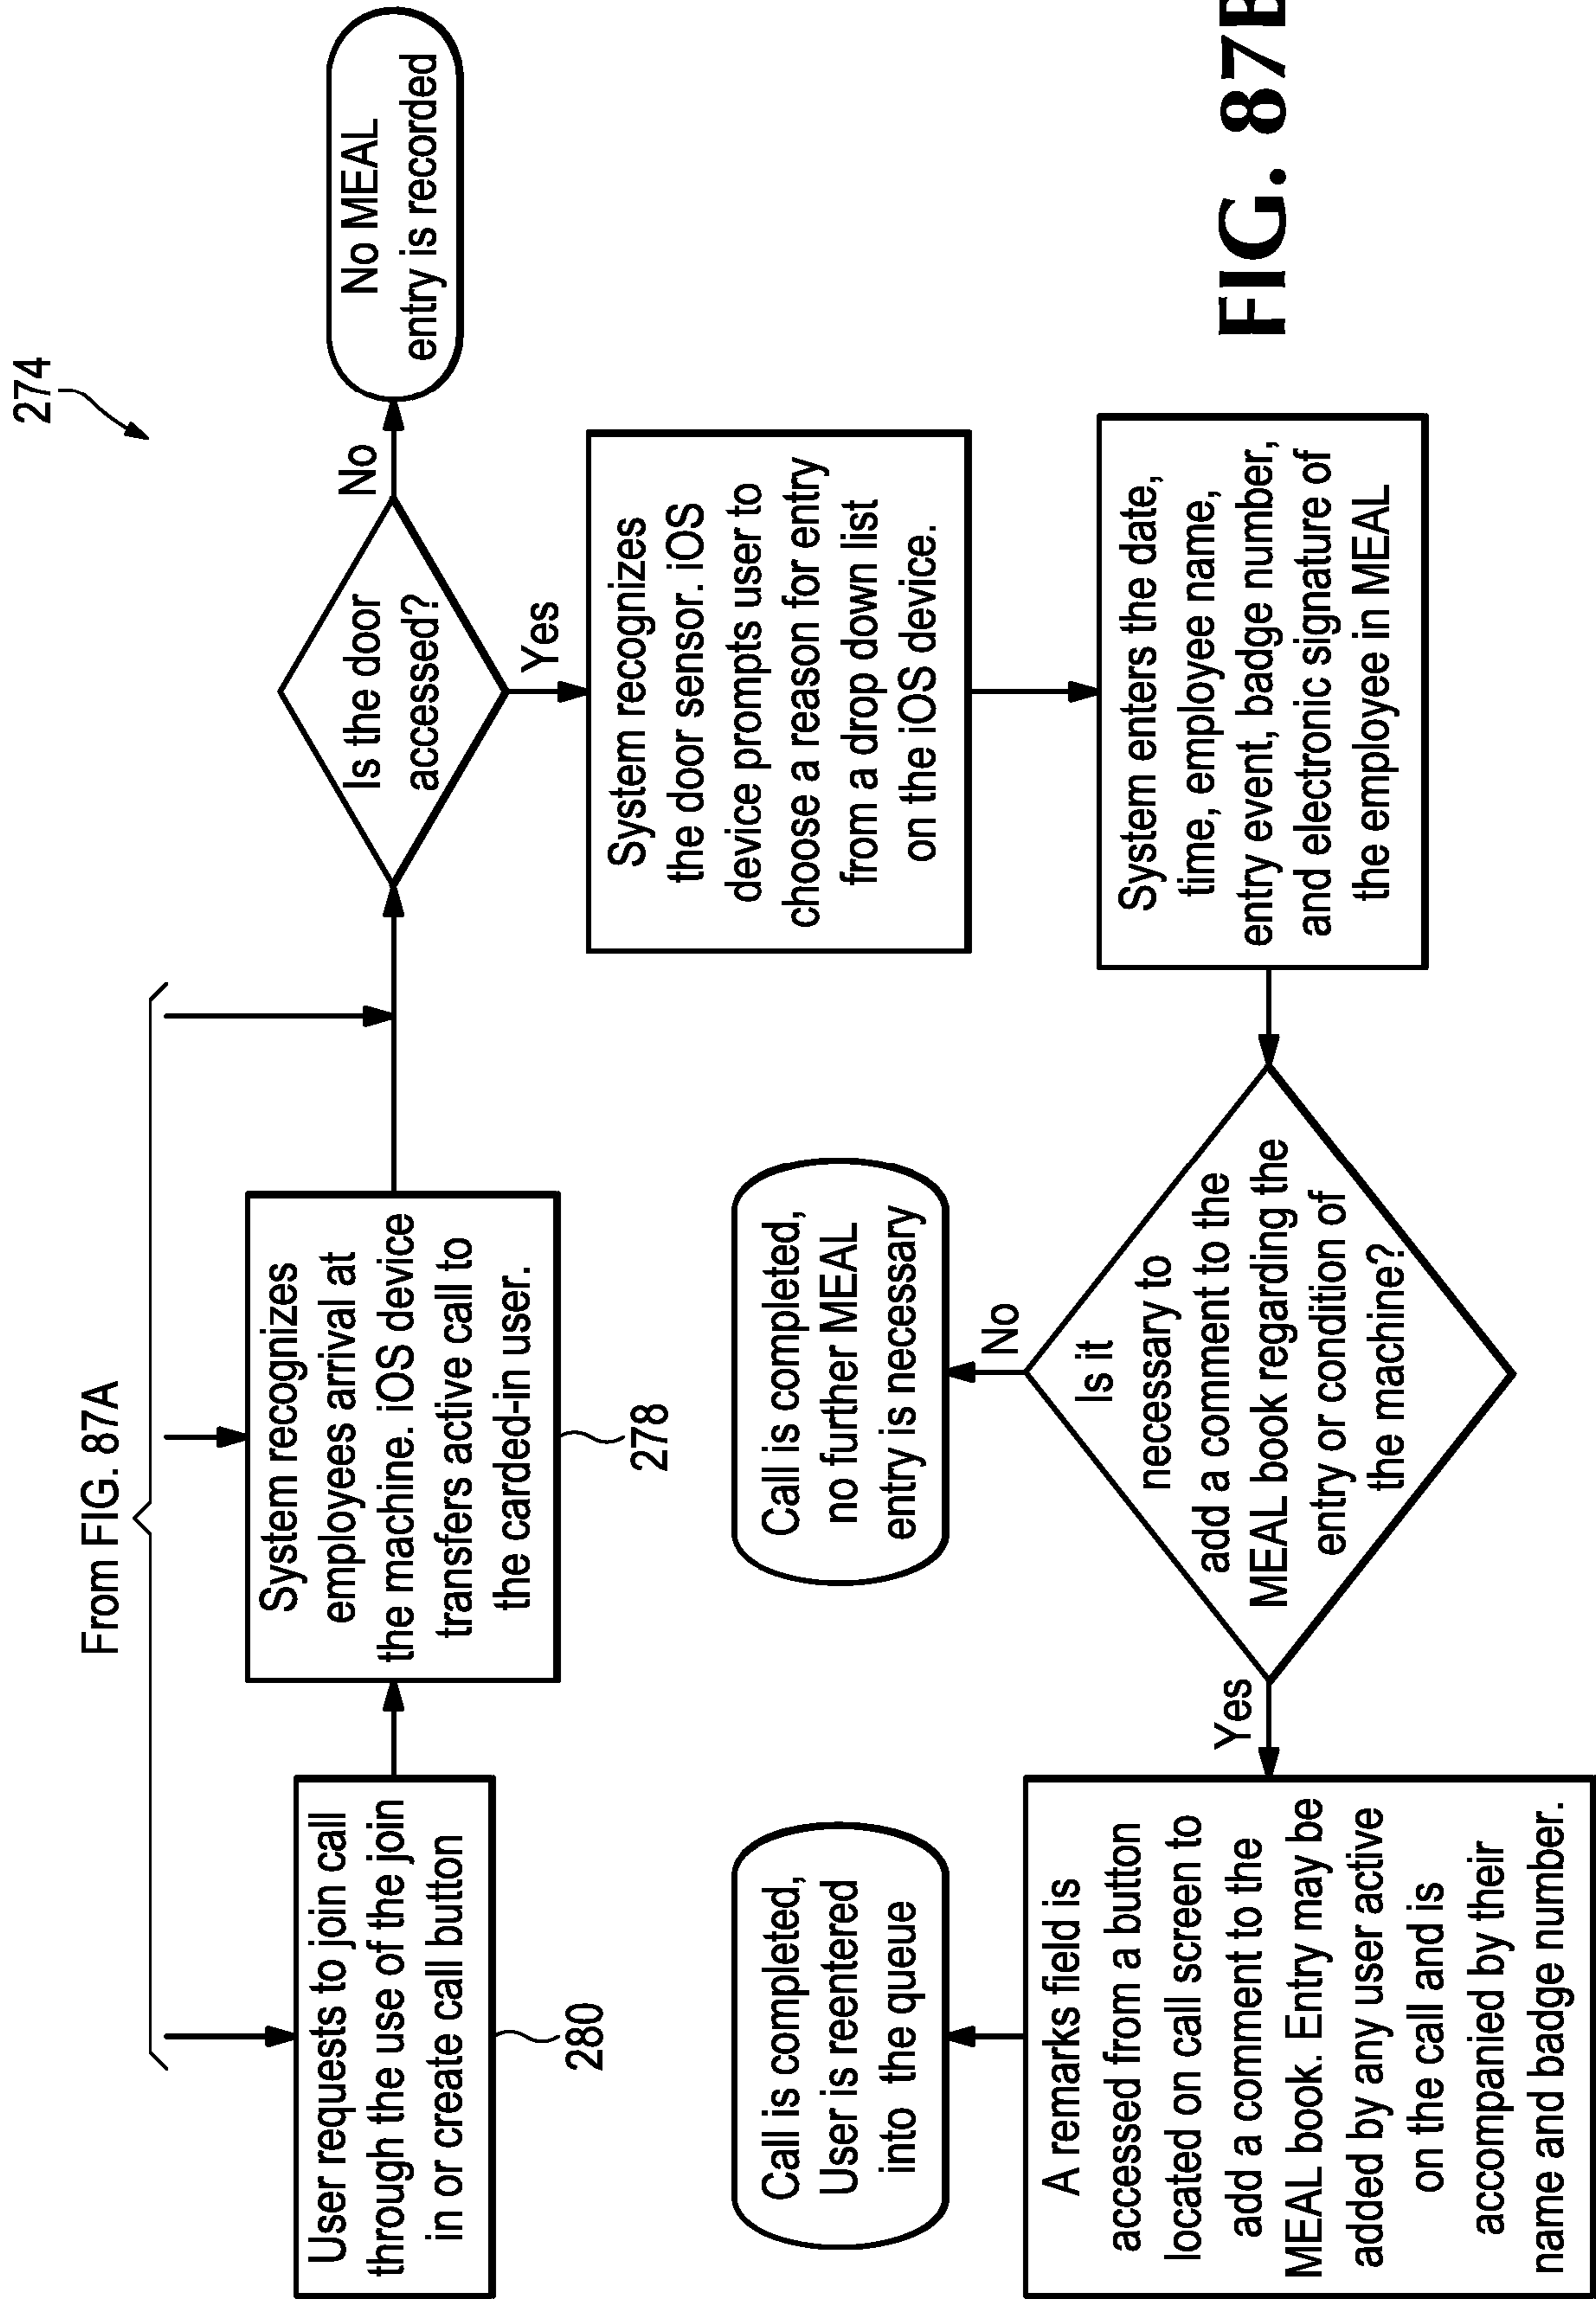 274
From FIG. 87A
User requests to join call
through the use of the join
in or create call button
280
System recognizes
employees arrival at
the machine. iOS device
transfers active call to
the carded-in user.
278
Is the door
accessed?
No
No MEAL
entry is recorded
Yes
System recognizes
the door sensor. iOS
device prompts user to
choose a reason for entry
from a drop down list
on the iOS device.
System enters the date,
time, employee name,
entry event, badge number,
and electronic signature of
the employee in MEAL
Is it
necessary to
add a comment to the
MEAL book regarding the
entry or condition of
the machine?
No
Call is completed,
no further MEAL
entry is necessary
Yes
A remarks field is
accessed from a button
located on call screen to
add a comment to the
MEAL book. Entry may be
added by any user active
on the call and is
accompanied by their
name and badge number.
Call is completed,
User is reentered
into the queue
FIG. 87B